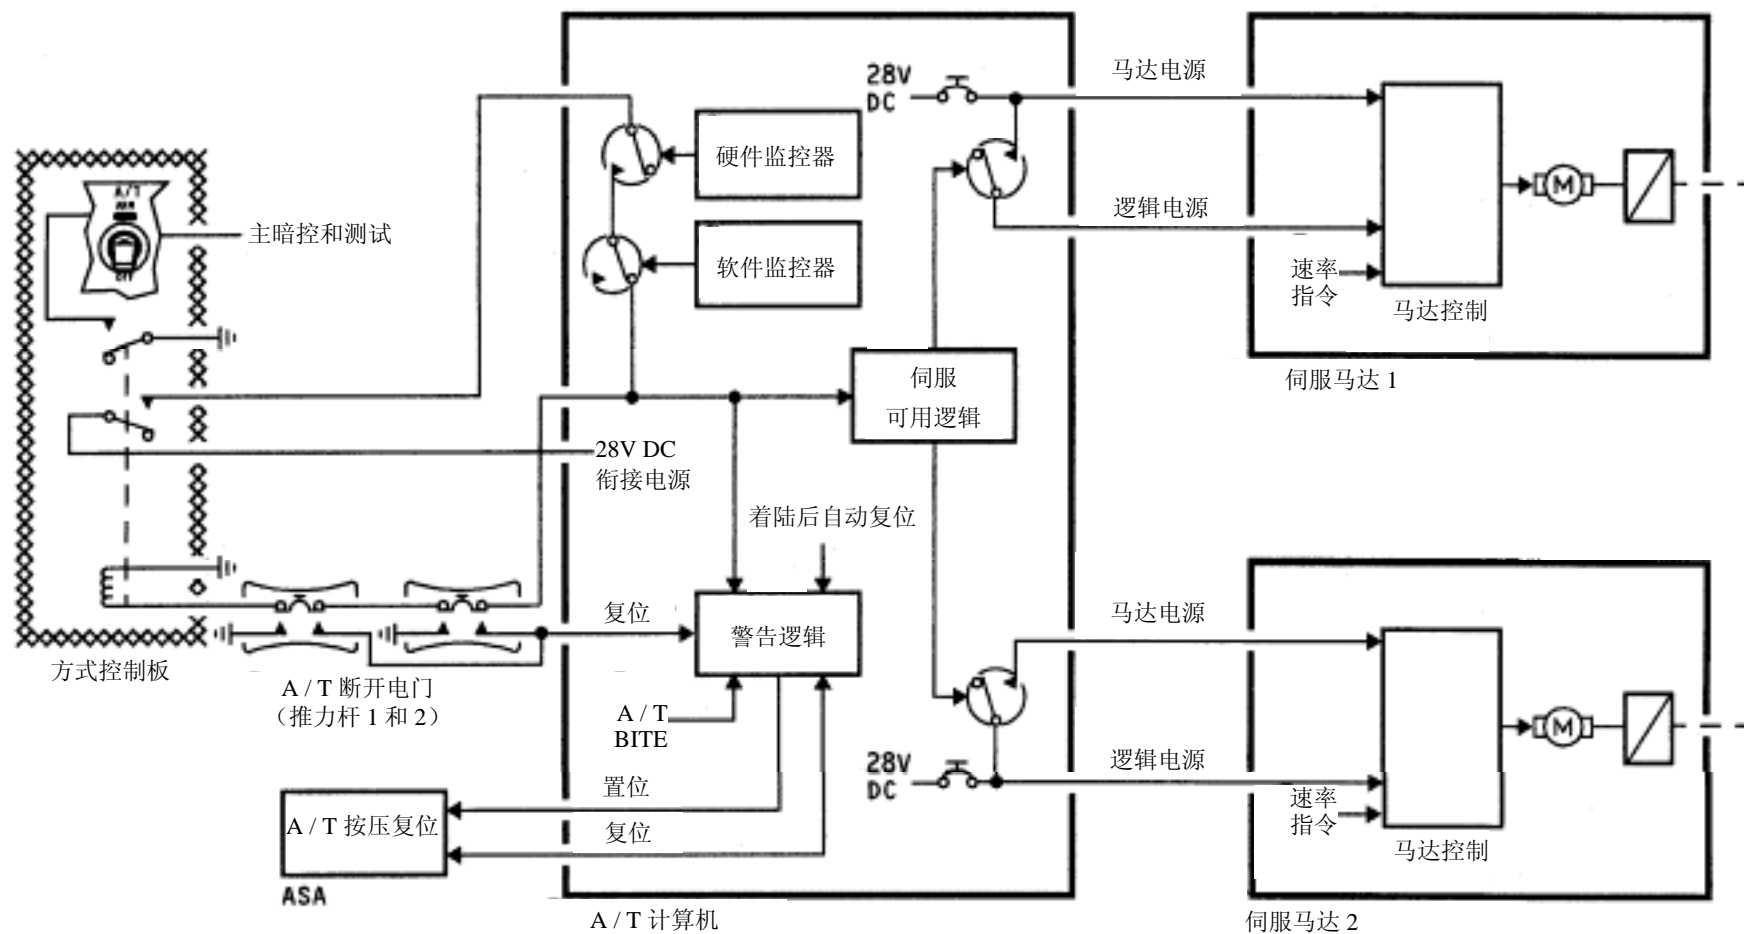 28V
DC
马达电源
硬件监控器
A/T
ARM
OFF
主暗控和测试
逻辑电源
软件监控器
速率
指令
马达控制
伺服
可用逻辑
伺服马达 1
28V DC
衔接电源
着陆后自动复位
复位
警告逻辑
马达电源
方式控制板
A / T 断开电门
（推力杆 1 和 2）
A / T
BITE
M
M
28V
DC
逻辑电源
置位
速率
指令
A / T 按压复位
复位
马达控制
ASA
A / T 计算机
伺服马达 2